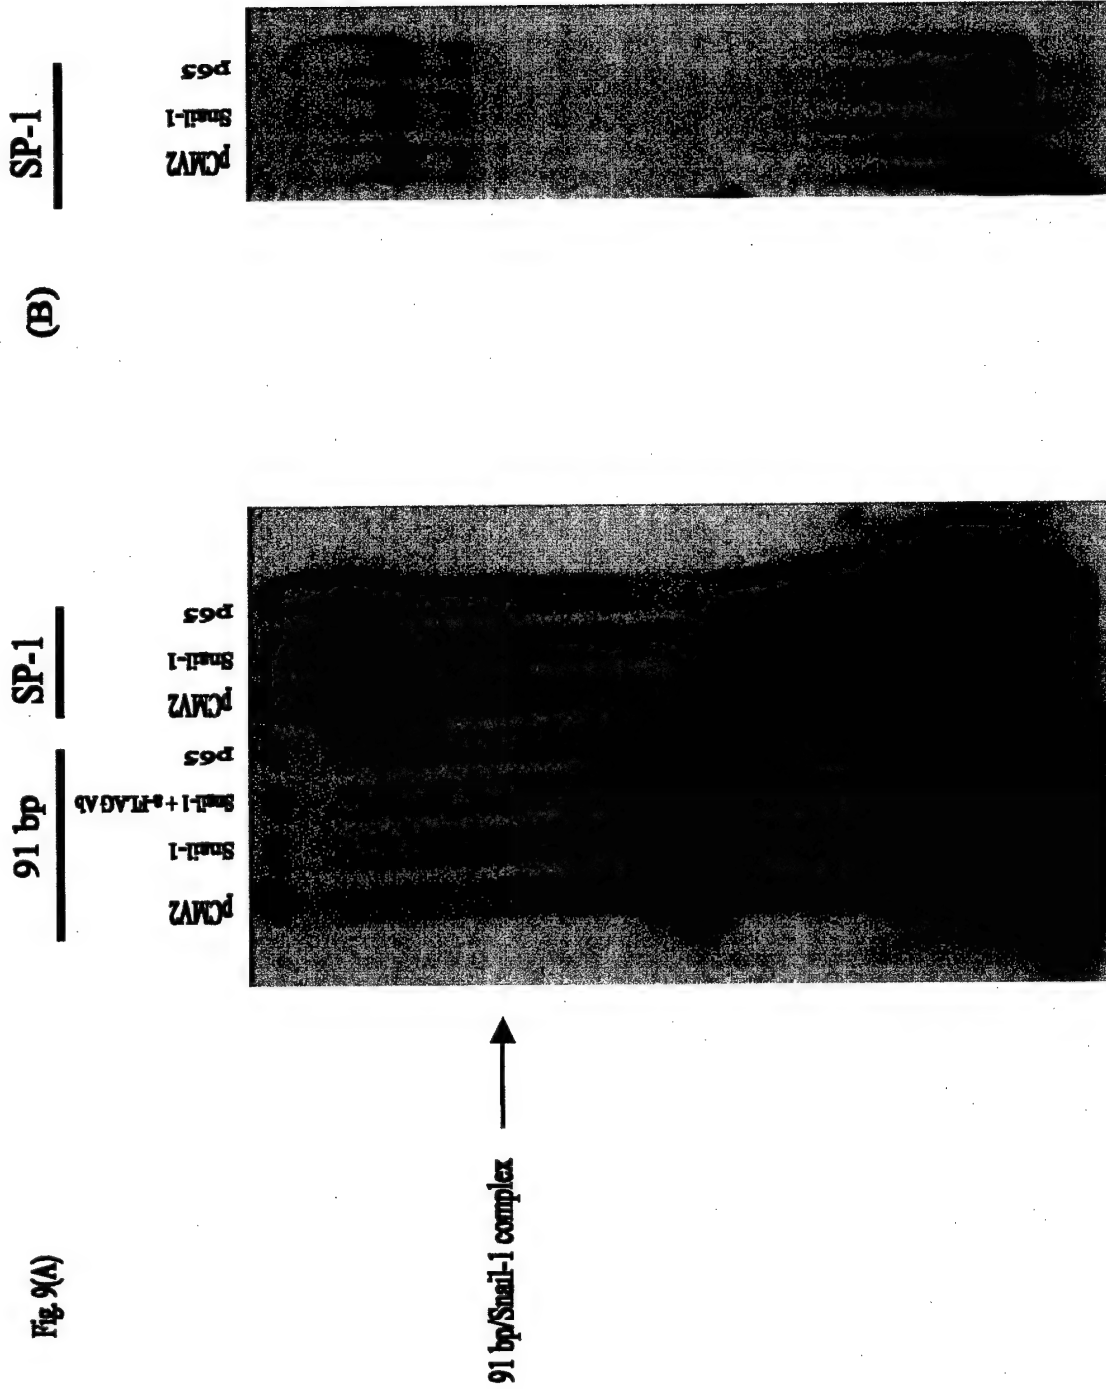 Fig. 9(A)
91 bp
SP-1
pCMV2
Snail-1
Snail-1 + a-FLAG Ab
p65
pCMV2
Snail-1
p65
91 bp/Snail-1 complex
(B)
SP-1
pCMV2
Snail-1
p65